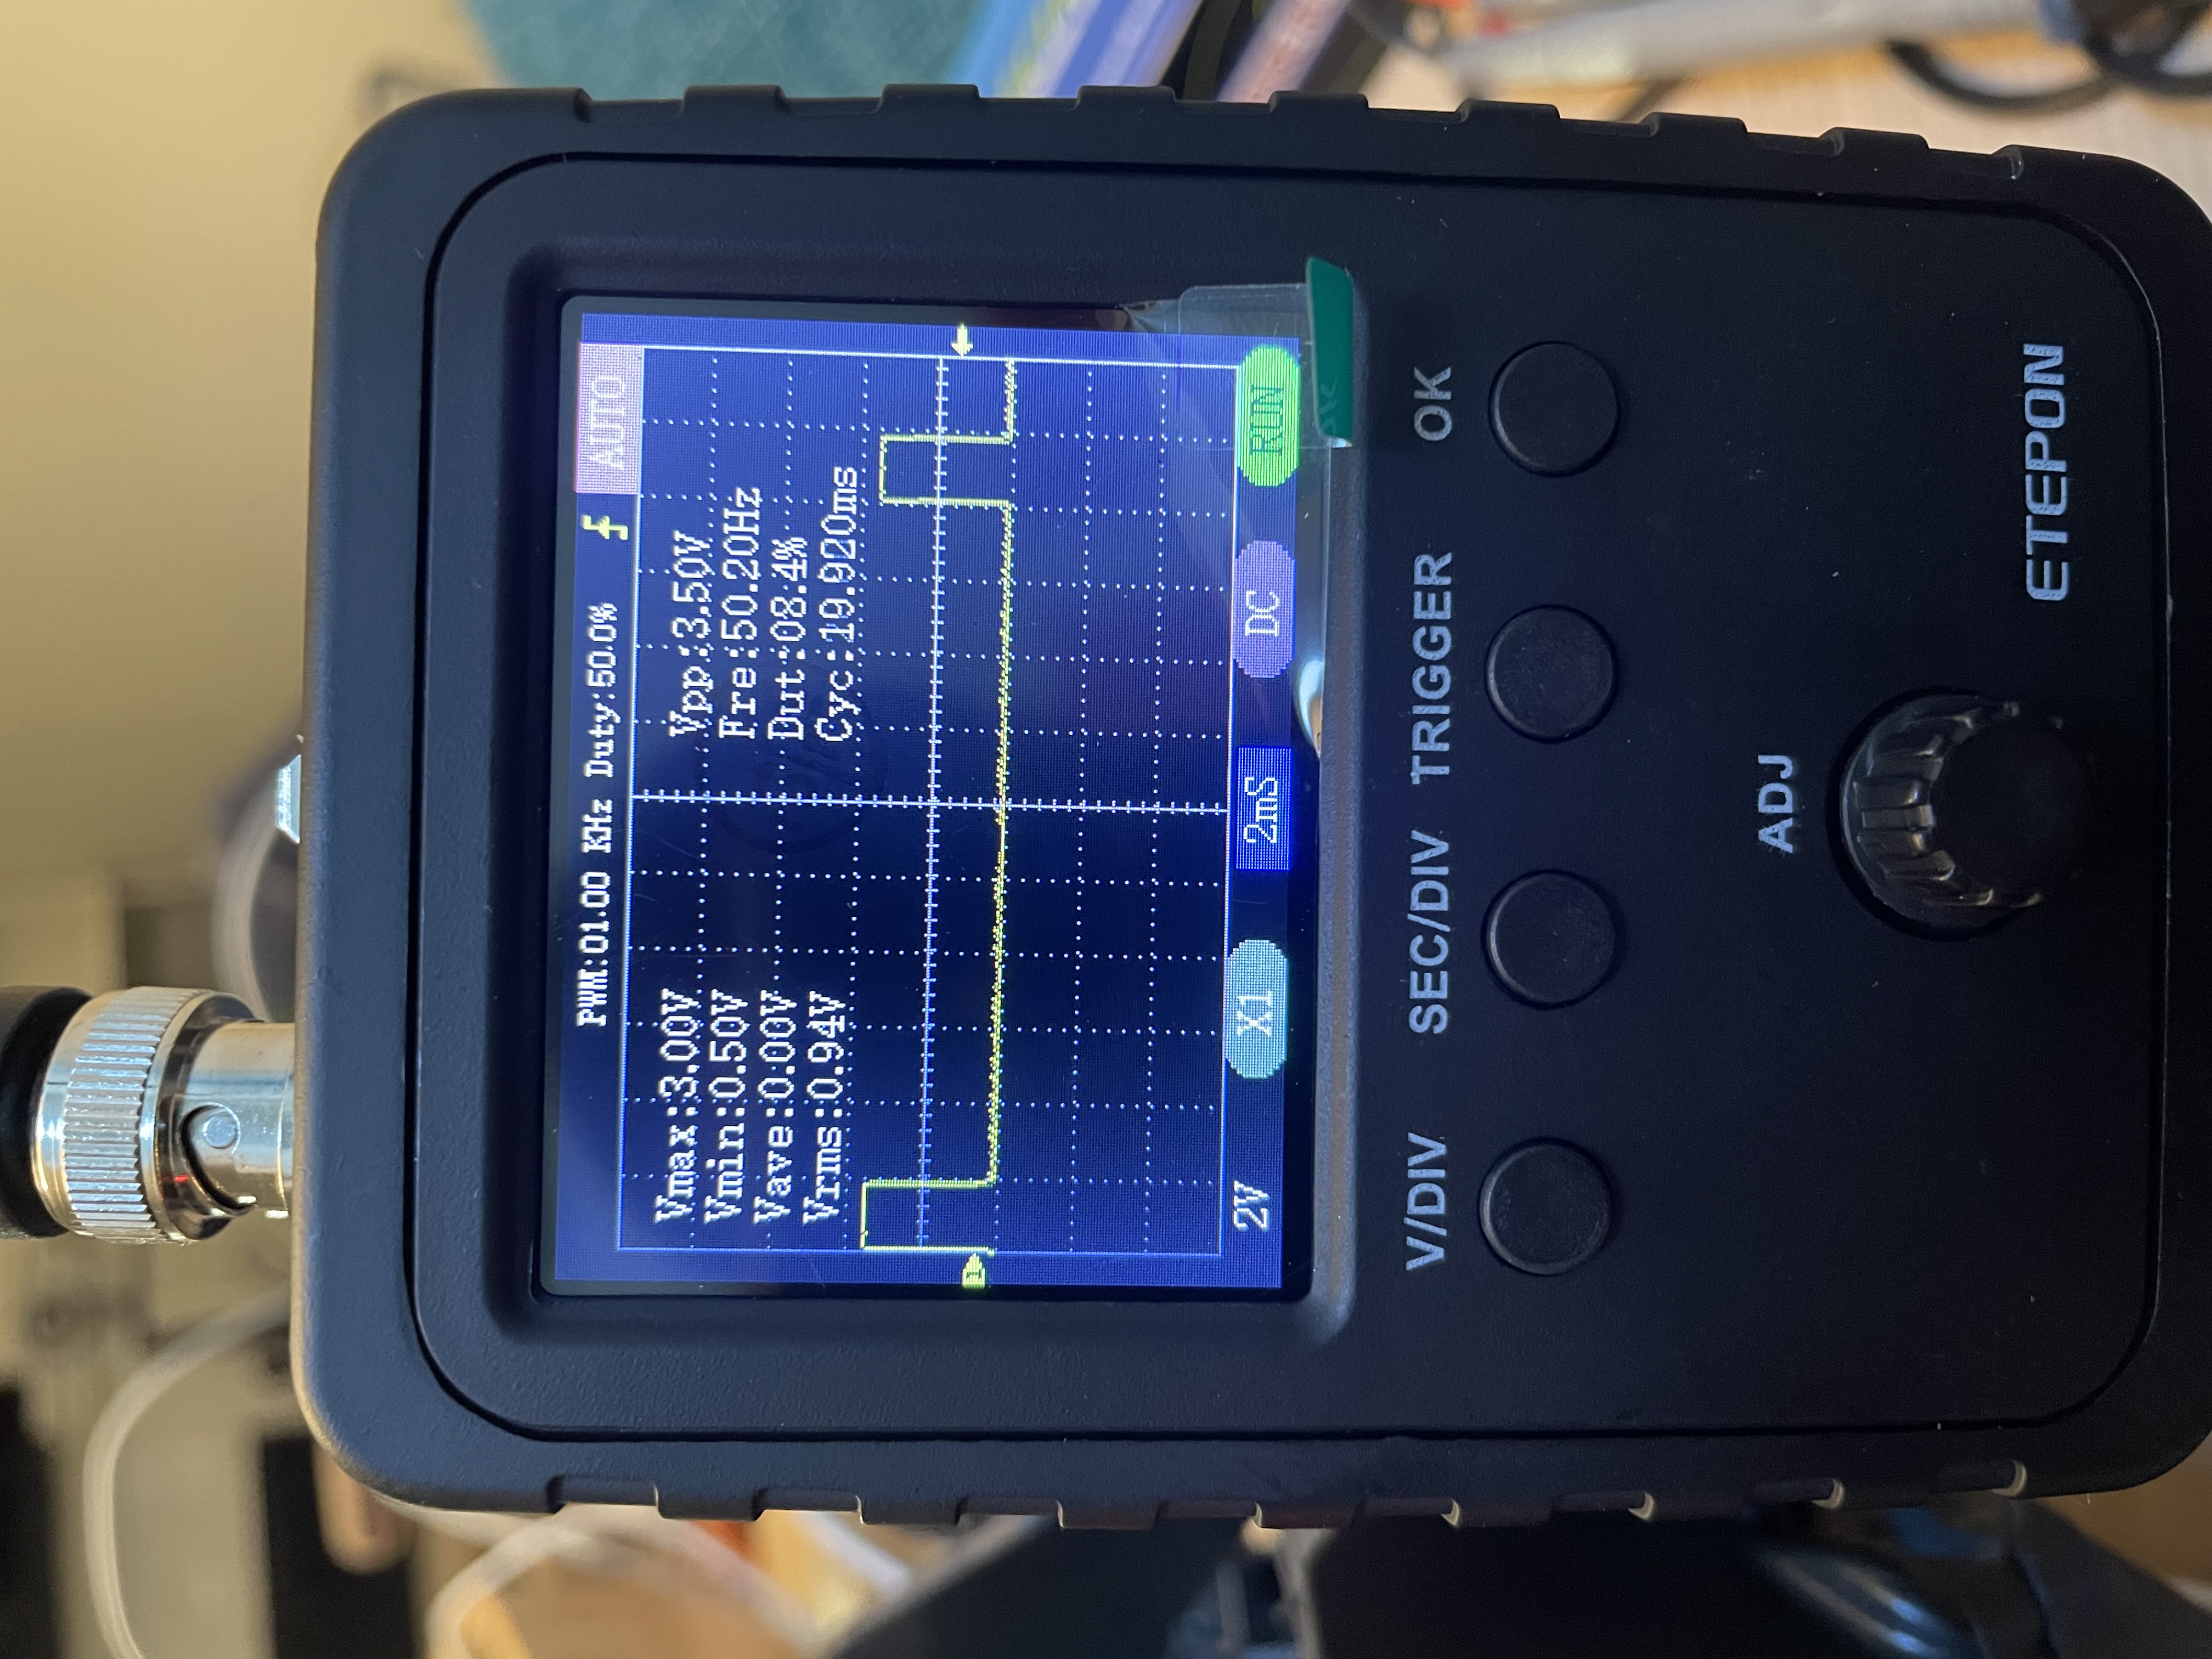 PWM:01.00 KHz Duty:50.0% AUTO
Vmax:3.00V Vpp:3.50V
Vmin:0.50V Fre:50.20Hz
Vave:0.00V Dut:08.4%
Vrms:0.94V Cyc:19.920ms
1
2V X1 2mS DC RUN
V/DIV SEC/DIV TRIGGER OK
ADJ
ETEPON